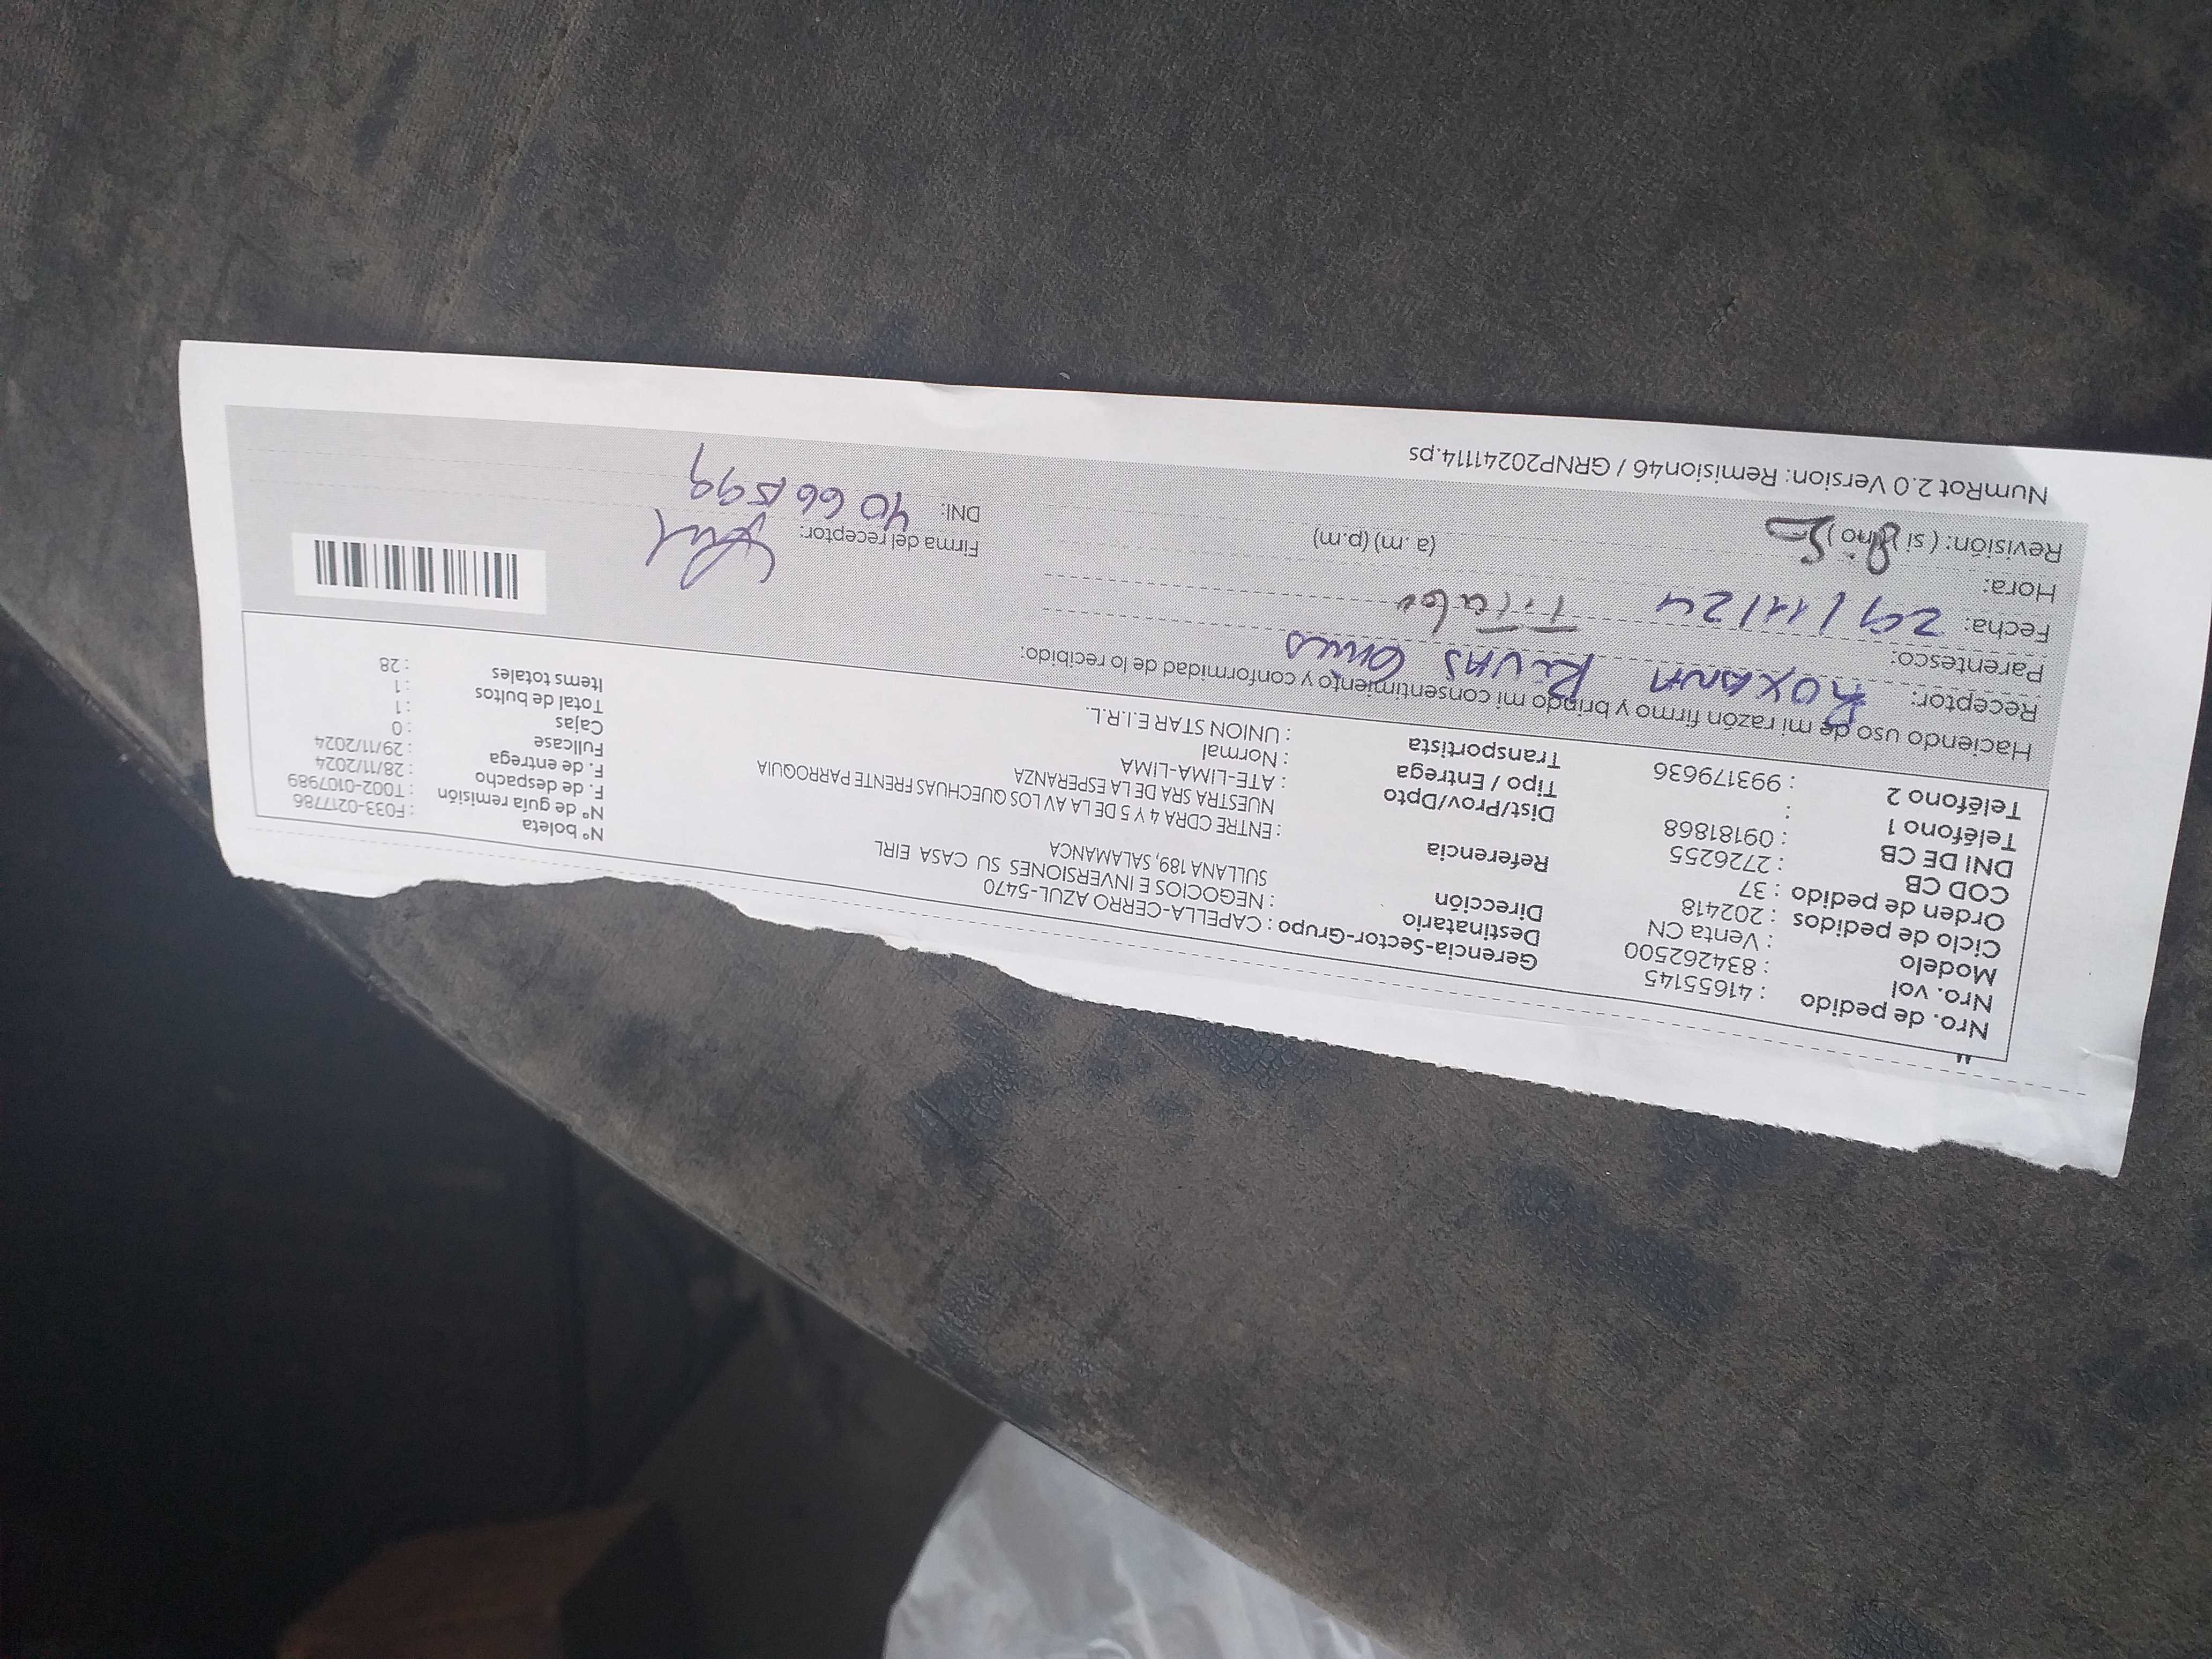 Nro. de pedido : 41655145
Nro. vol : 834262500
Modelo : Venta CN
Ciclo de pedidos : 202418
Orden de pedido : 37
COD CB : 2726255
DNI DE CB : 09181868
Teléfono 1 :
Teléfono 2 : 993179636
Gerencia-Sector-Grupo : CAPELLA-CERRO AZUL-5470
Destinatario : NEGOCIOS E INVERSIONES SU CASA EIRL
Dirección SULLANA 189, SALAMANCA
Referencia : ENTRE CDRA 4 Y 5 DE LA AV LOS QUECHUAS FRENTE PARROQUIA
NUESTRA SRA DE LA ESPERANZA
Dist/Prov/Dpto : ATE-LIMA-LIMA
Tipo / Entrega : Normal
Transportista : UNION STAR E.I.R.L.
Nº boleta : F033-0217786
Nº de guia remisión : T002-0107989
F. de despacho : 28/11/2024
F. de entrega : 29/11/2024
Fullcase : 0
Cajas : 1
Total de bultos : 1
Items totales : 28
Haciendo uso de mi razón firmo y brindo mi consentimiento y conformidad de lo recibido:
Receptor: ROXANA RIVAS
Parentesco: Titular
Fecha: 29/11/24
Hora: (a.m) (p.m)
Revisión: ( si ) ( no )
Firma del receptor:
DNI:
NumRot 2.0 Version: Remision46 / GRNP20241114.ps